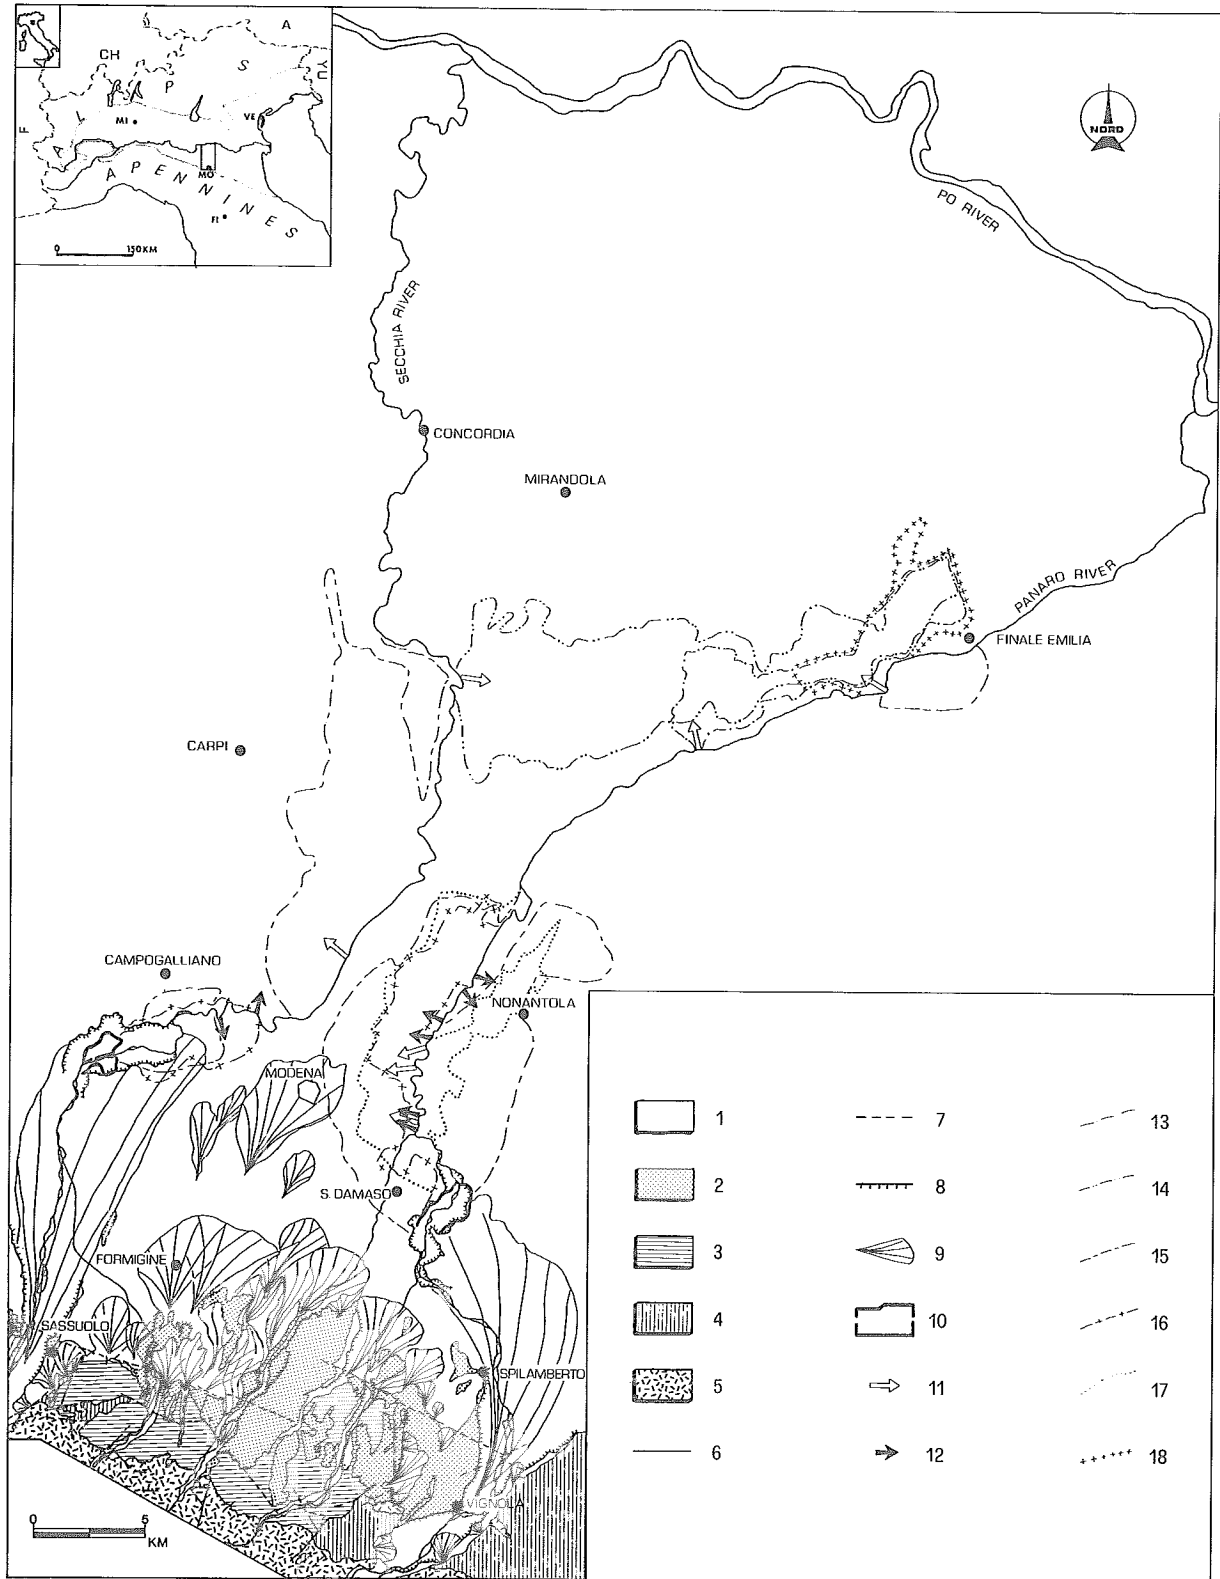 A
CH
S
YU
P
L
A
F
MI
VE
MO
A P E N N I N E S
FI
0 150 KM
NORD
PO RIVER
SECCHIA RIVER
CONCORDIA
MIRANDOLA
PANARO RIVER
FINALE EMILIA
CARPI
CAMPOGALLIANO
NONANTOLA
MODENA
S. DAMASO
FORMIGINE
SASSUOLO
SPILAMBERTO
VIGNOLA
0 5
KM
1 7 13
2 8 14
3 9 15
4 10 16
5 11 17
6 12 18